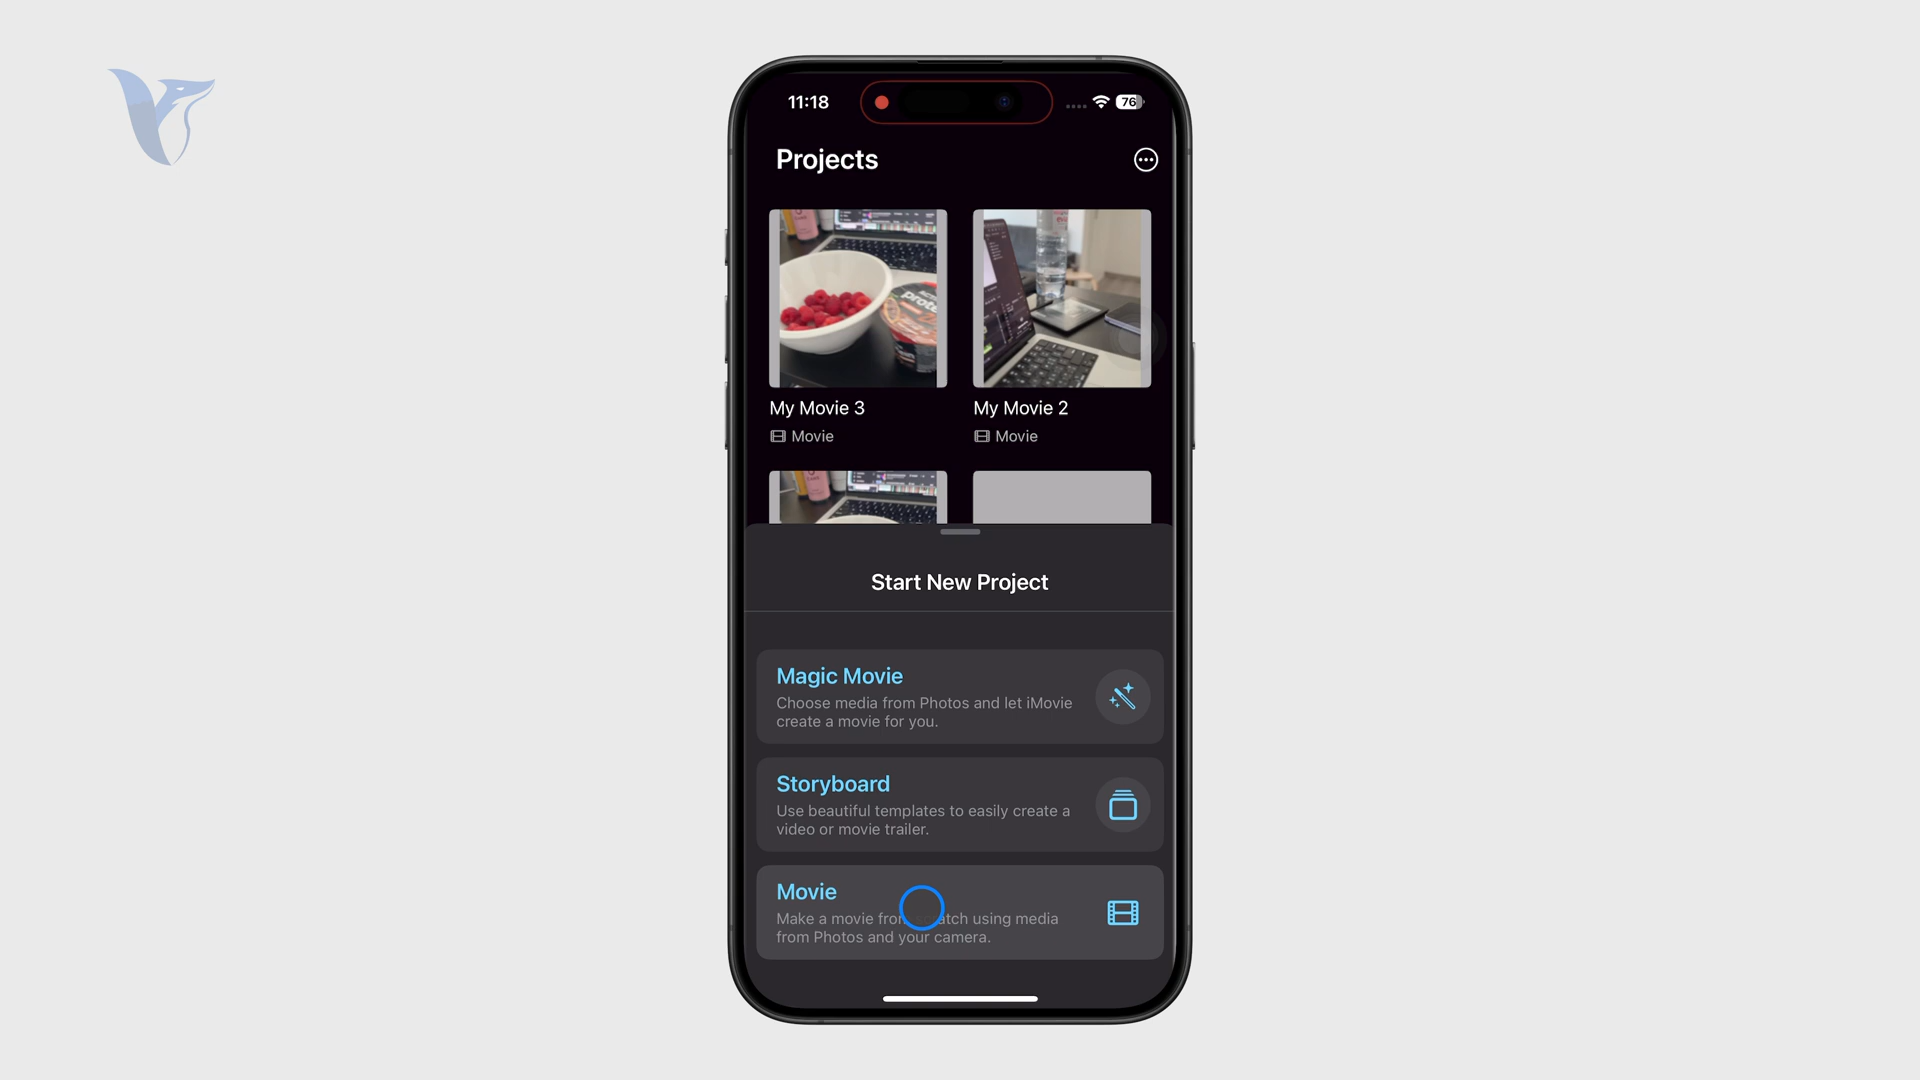 11:18
76
Projects
My Movie 3
My Movie 2
Movie
Movie
Start New Project
Magic Movie
Choose media from Photos and let iMovie
create a movie for you.
Storyboard
Use beautiful templates to easily create a
video or movie trailer.
Movie
Make a movie from scratch using media
from Photos and your camera.